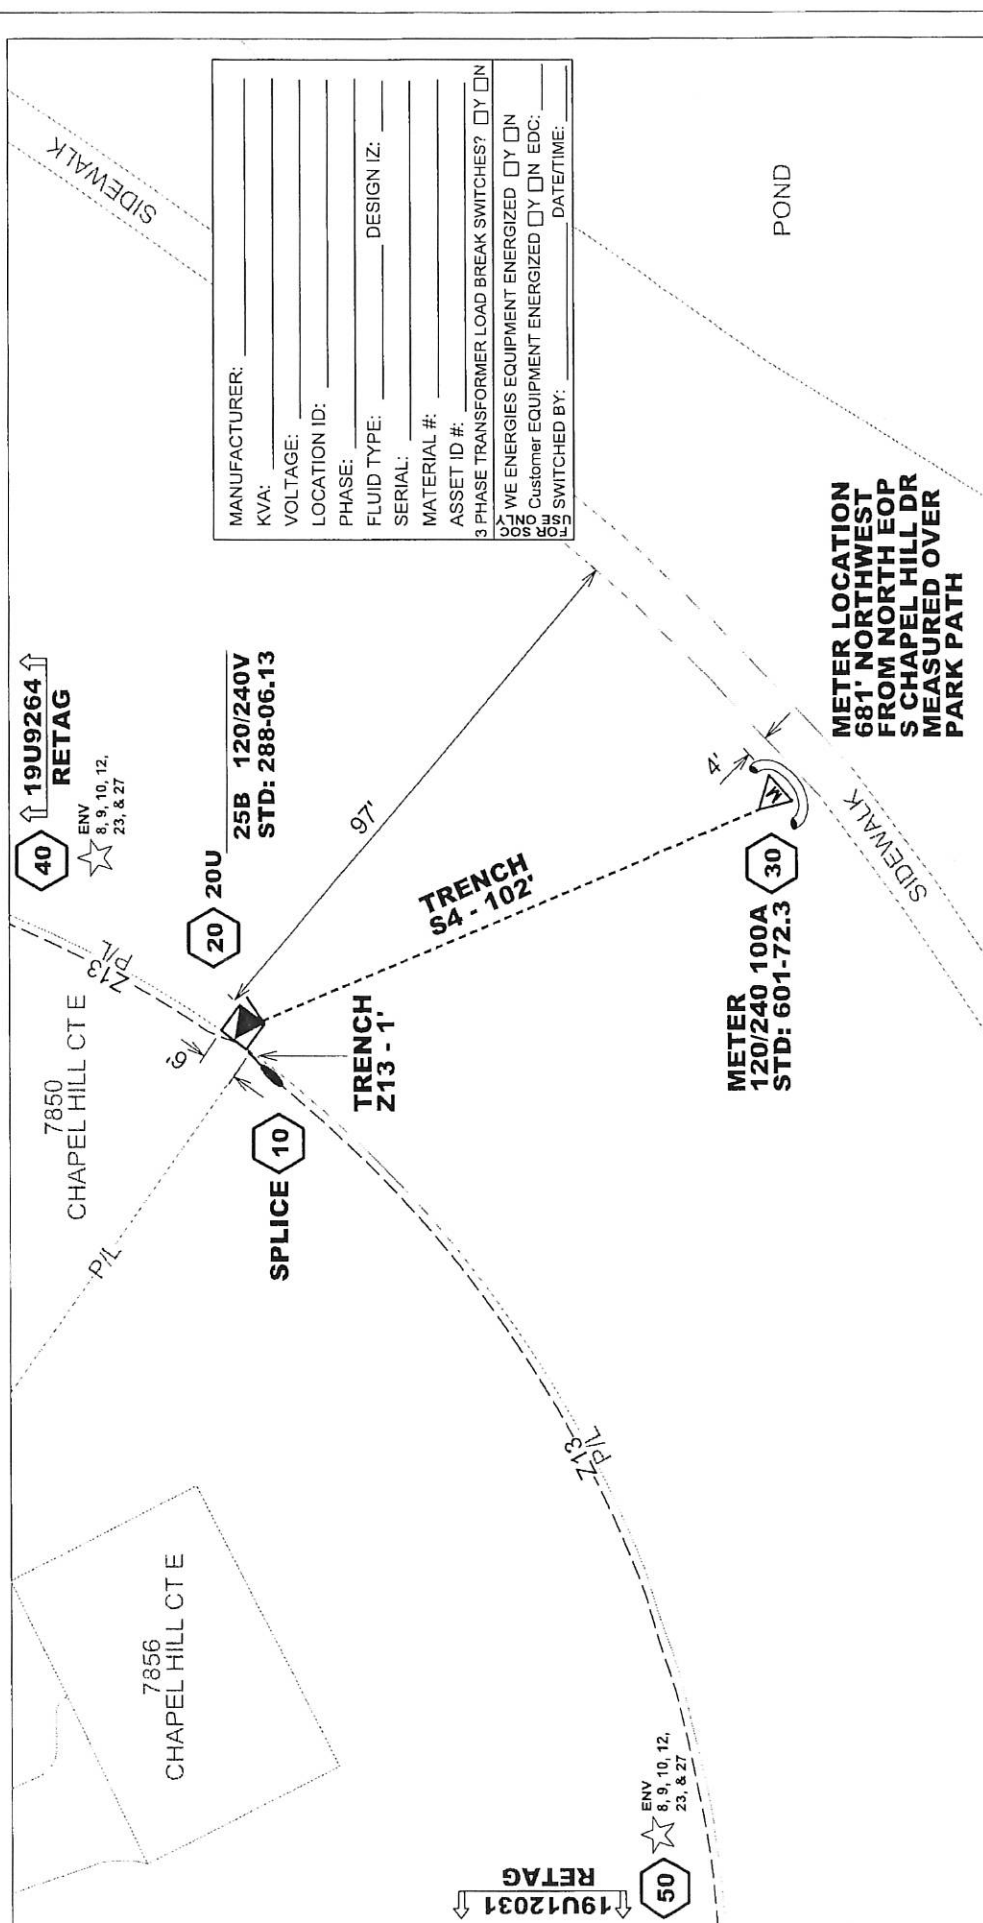 SIDEWALK
MANUFACTURER:
KVA:
VOLTAGE:
LOCATION ID:
PHASE:
FLUID TYPE: DESIGN IZ:
SERIAL:
MATERIAL #:
ASSET ID #:
3 PHASE TRANSFORMER LOAD BREAK SWITCHES? □Y □N
FOR SOC
USE ONLY
WE ENERGIES EQUIPMENT ENERGIZED □Y □N
Customer EQUIPMENT ENERGIZED □Y □N EDC:
SWITCHED BY: DATE/TIME:
POND
40
19U9264
RETAG
ENV
8, 9, 10, 12,
23, & 27
20
20U
25B 120/240V
STD: 288-06.13
97'
TRENCH
S4 - 102'
4'
M
30
METER
120/240 100A
STD: 601-72.3
SIDEWALK
METER LOCATION
681' NORTHWEST
FROM NORTH EOP
S CHAPEL HILL DR
MEASURED OVER
PARK PATH
Z13
P/L
7850
CHAPEL HILL CT E
6'
TRENCH
Z13 - 1'
SPLICE
10
P/L
Z13
P/L
7856
CHAPEL HILL CT E
ENV
8, 9, 10, 12,
23, & 27
50
19U12031
RETAG